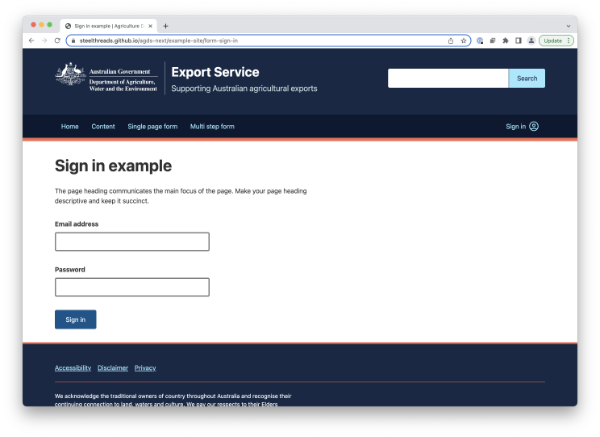 Sign in example | Agriculture D
steelthreads.github.io/agds-next/example-site/form-sign-in
Update
Australian Government
Department of Agriculture,
Water and the Environment
Export Service
Supporting Australian agricultural exports
Search
Home Content Single page form Multi step form Sign in
Sign in example
The page heading communicates the main focus of the page. Make your page heading
descriptive and keep it succinct.
Email address
Password
Sign in
Accessibility Disclaimer Privacy
We acknowledge the traditional owners of country throughout Australia and recognise their
continuing connection to land, waters and culture. We pay our respects to their Elders